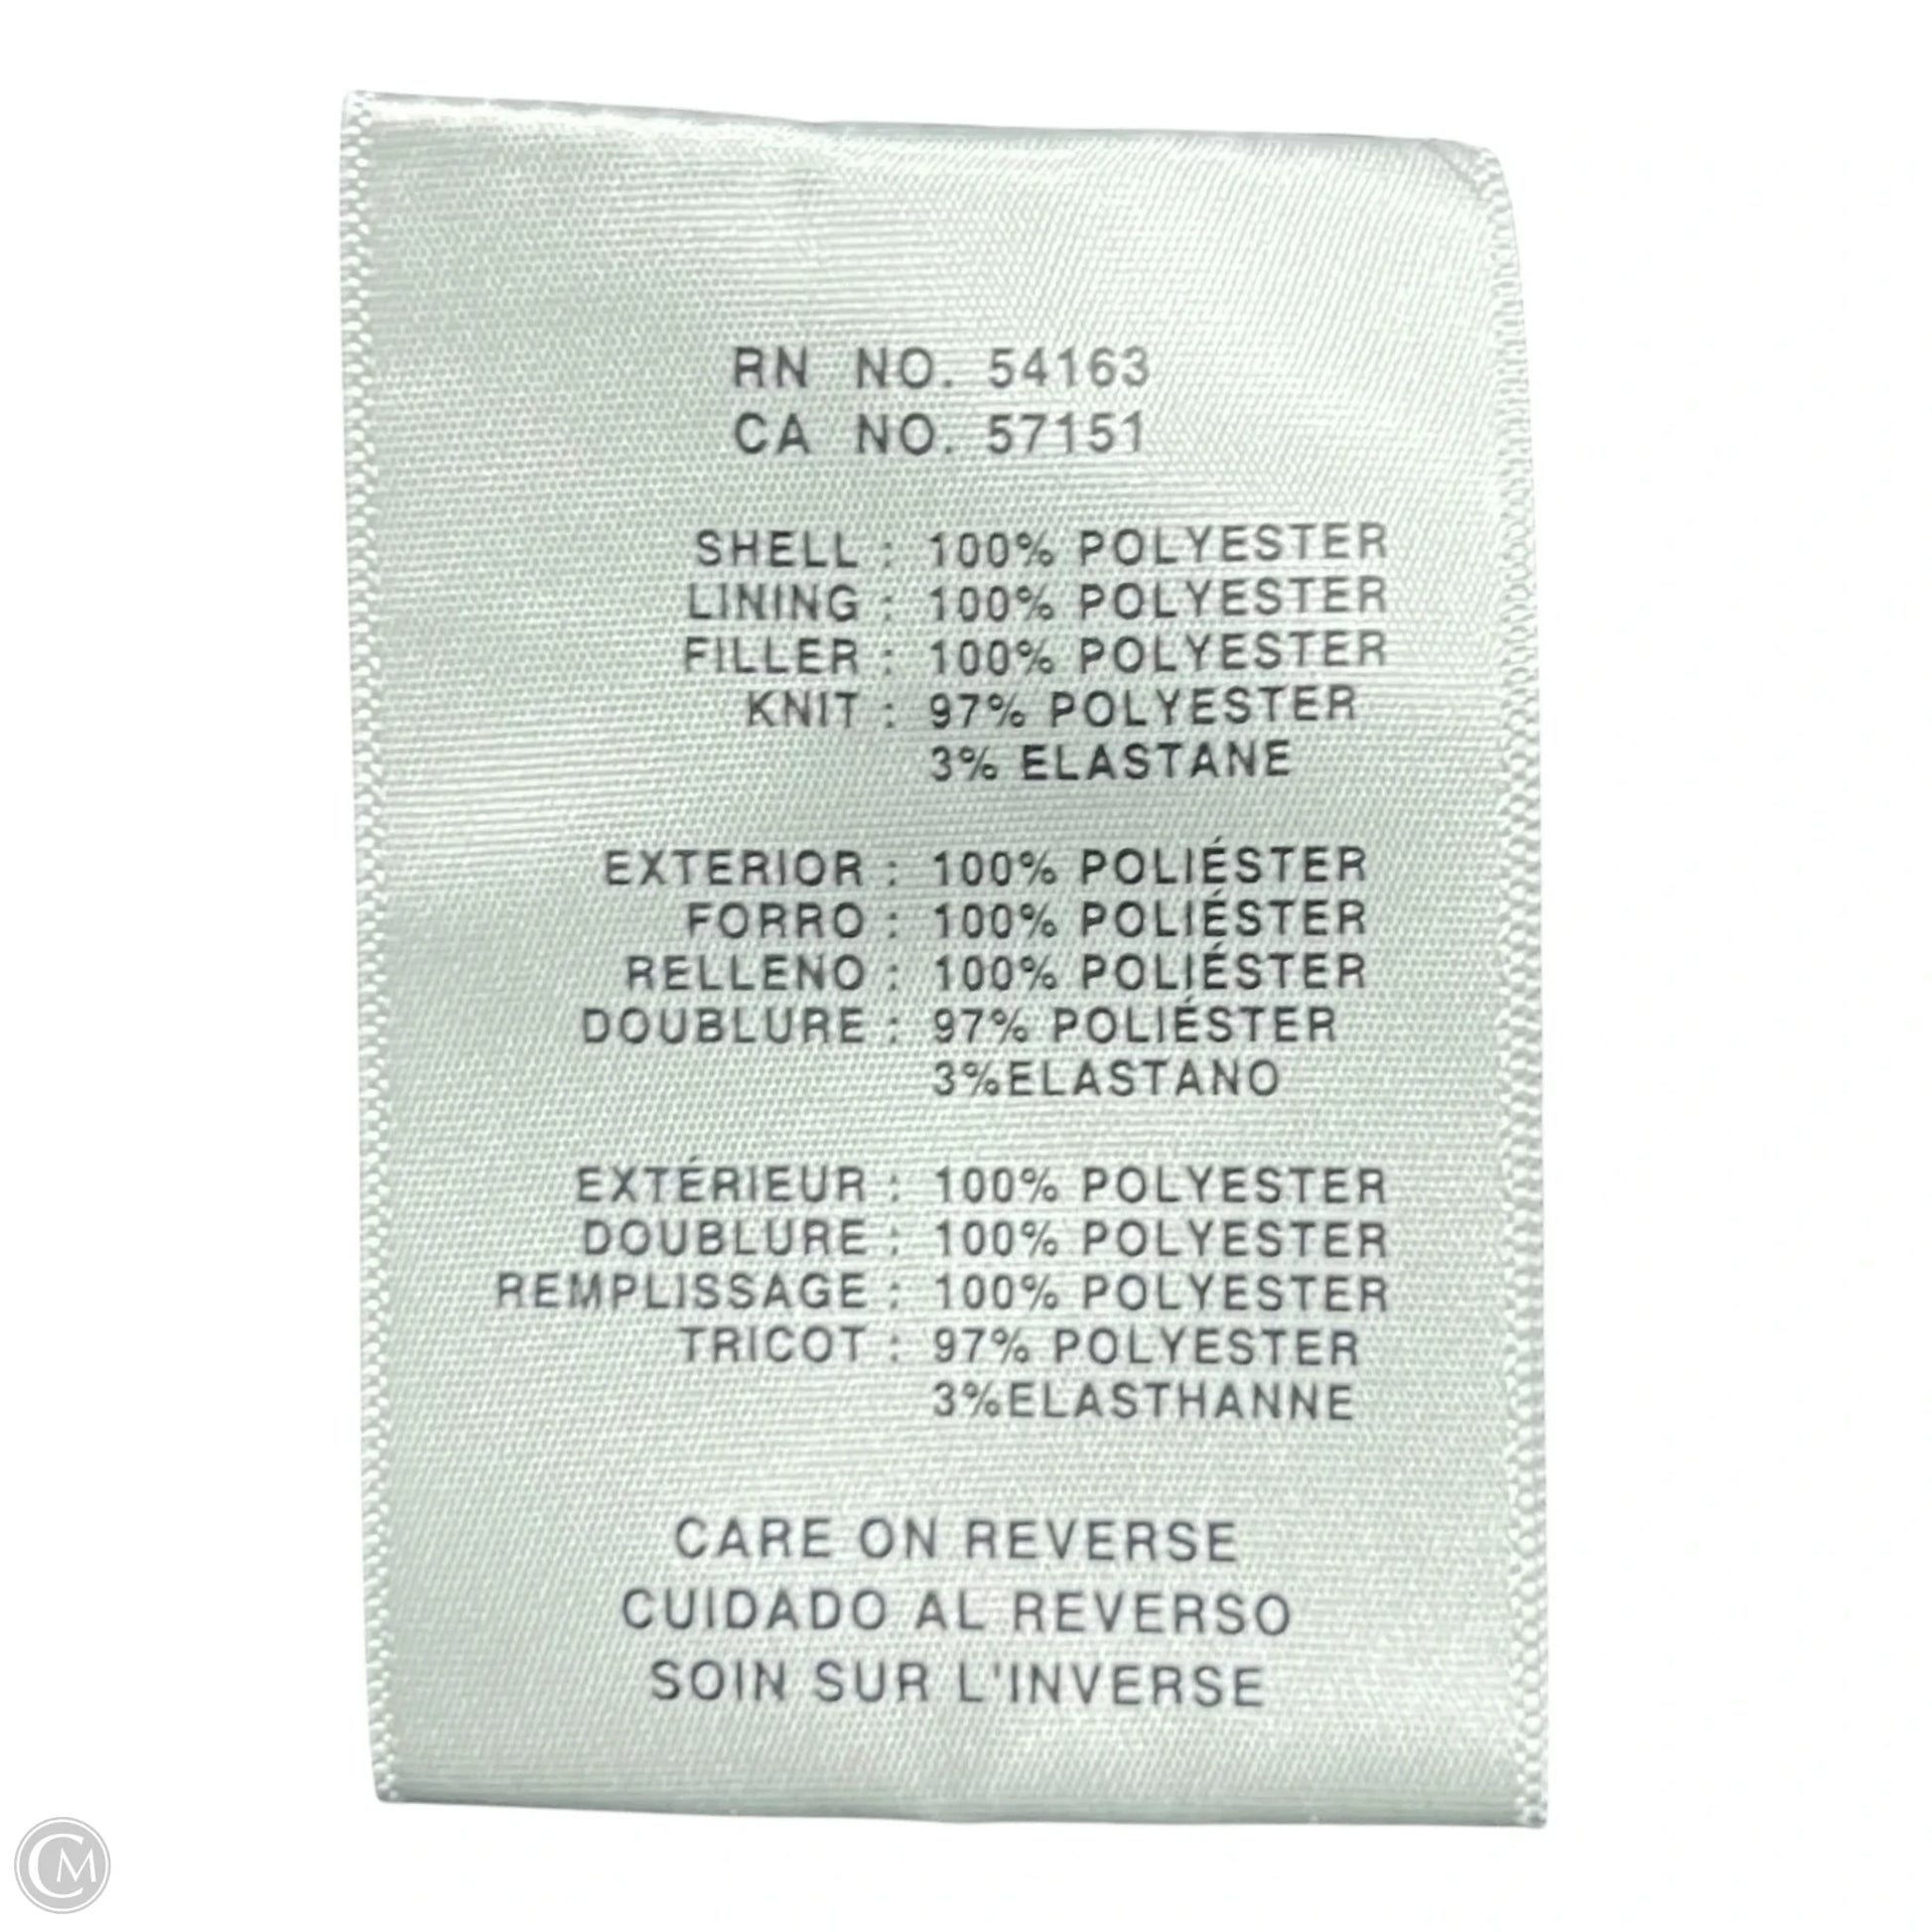 RN NO. 54163
CA NO. 57151
SHELL : 100% POLYESTER
LINING : 100% POLYESTER
FILLER : 100% POLYESTER
KNIT : 97% POLYESTER
3% ELASTANE
EXTERIOR : 100% POLIÉSTER
FORRO : 100% POLIÉSTER
RELLENO : 100% POLIÉSTER
DOUBLURE : 97% POLIÉSTER
3%ELASTANO
EXTÉRIEUR : 100% POLYESTER
DOUBLURE : 100% POLYESTER
REMPLISSAGE : 100% POLYESTER
TRICOT : 97% POLYESTER
3%ELASTHANNE
CARE ON REVERSE
CUIDADO AL REVERSO
SOIN SUR L'INVERSE
CM